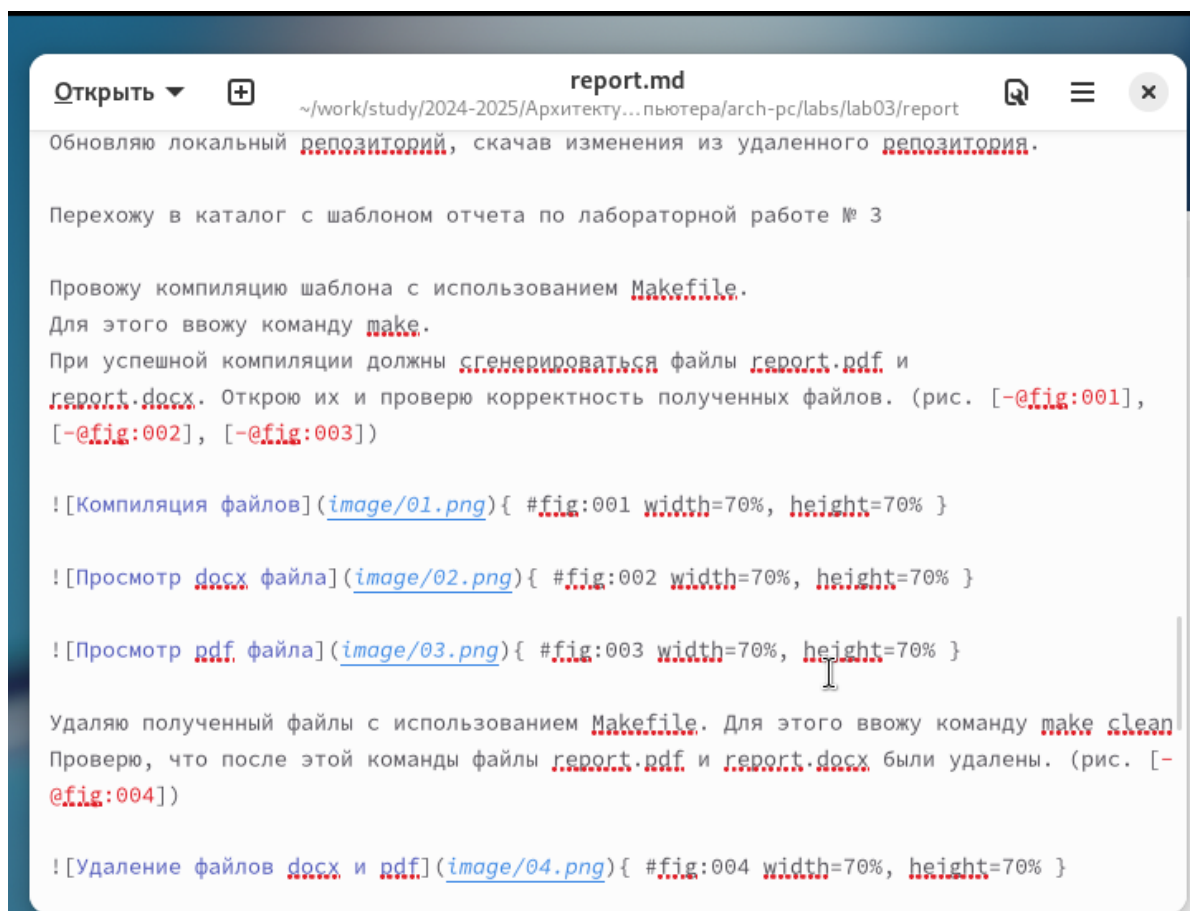 Открыть
report.md
~/work/study/2024-2025/Архитекту...пьютера/arch-pc/labs/lab03/report
Обновляю локальный репозиторий, скачав изменения из удаленного репозитория.
Перехожу в каталог с шаблоном отчета по лабораторной работе № 3
Провожу компиляцию шаблона с использованием Makefile.
Для этого ввожу команду make.
При успешной компиляции должны сгенерироваться файлы report.pdf и
report.docx. Открою их и проверю корректность полученных файлов. (рис. [-@fig:001],
[-@fig:002], [-@fig:003])
![Компиляция файлов](image/01.png){ #fig:001 width=70%, height=70% }
![Просмотр docx файла](image/02.png){ #fig:002 width=70%, height=70% }
![Просмотр pdf файла](image/03.png){ #fig:003 width=70%, height=70% }
Удаляю полученный файлы с использованием Makefile. Для этого ввожу команду make clean
Проверю, что после этой команды файлы report.pdf и report.docx были удалены. (рис. [-
@fig:004])
![Удаление файлов docx и pdf](image/04.png){ #fig:004 width=70%, height=70% }